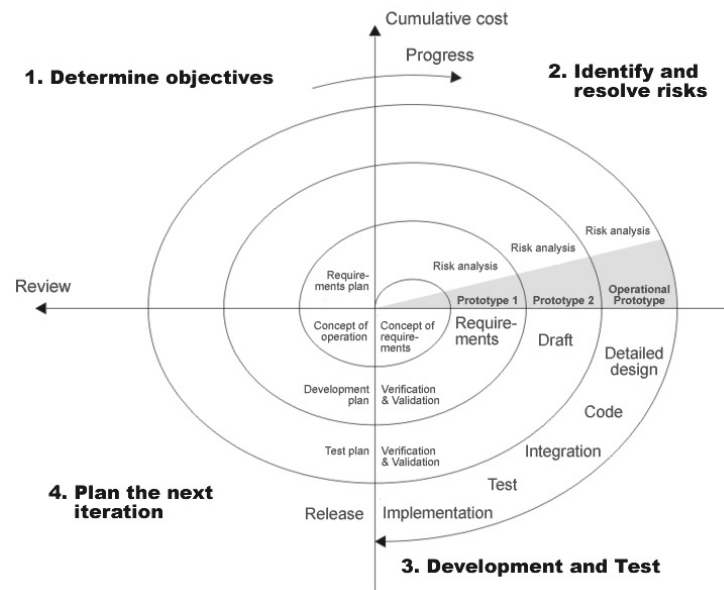 Cumulative cost
Progress
1. Determine objectives
2. Identify and
resolve risks
Risk analysis
Risk analysis
Risk analysis
Require-
ments plan
Review
Prototype 1
Prototype 2
Operational
Prototype
Concept of
operation
Concept of
require-
ments
Require-
ments
Draft
Detailed
design
Development
plan
Verification
& Validation
Code
Test plan
Verification
& Validation
Integration
Test
4. Plan the next
iteration
Release
Implementation
3. Development and Test